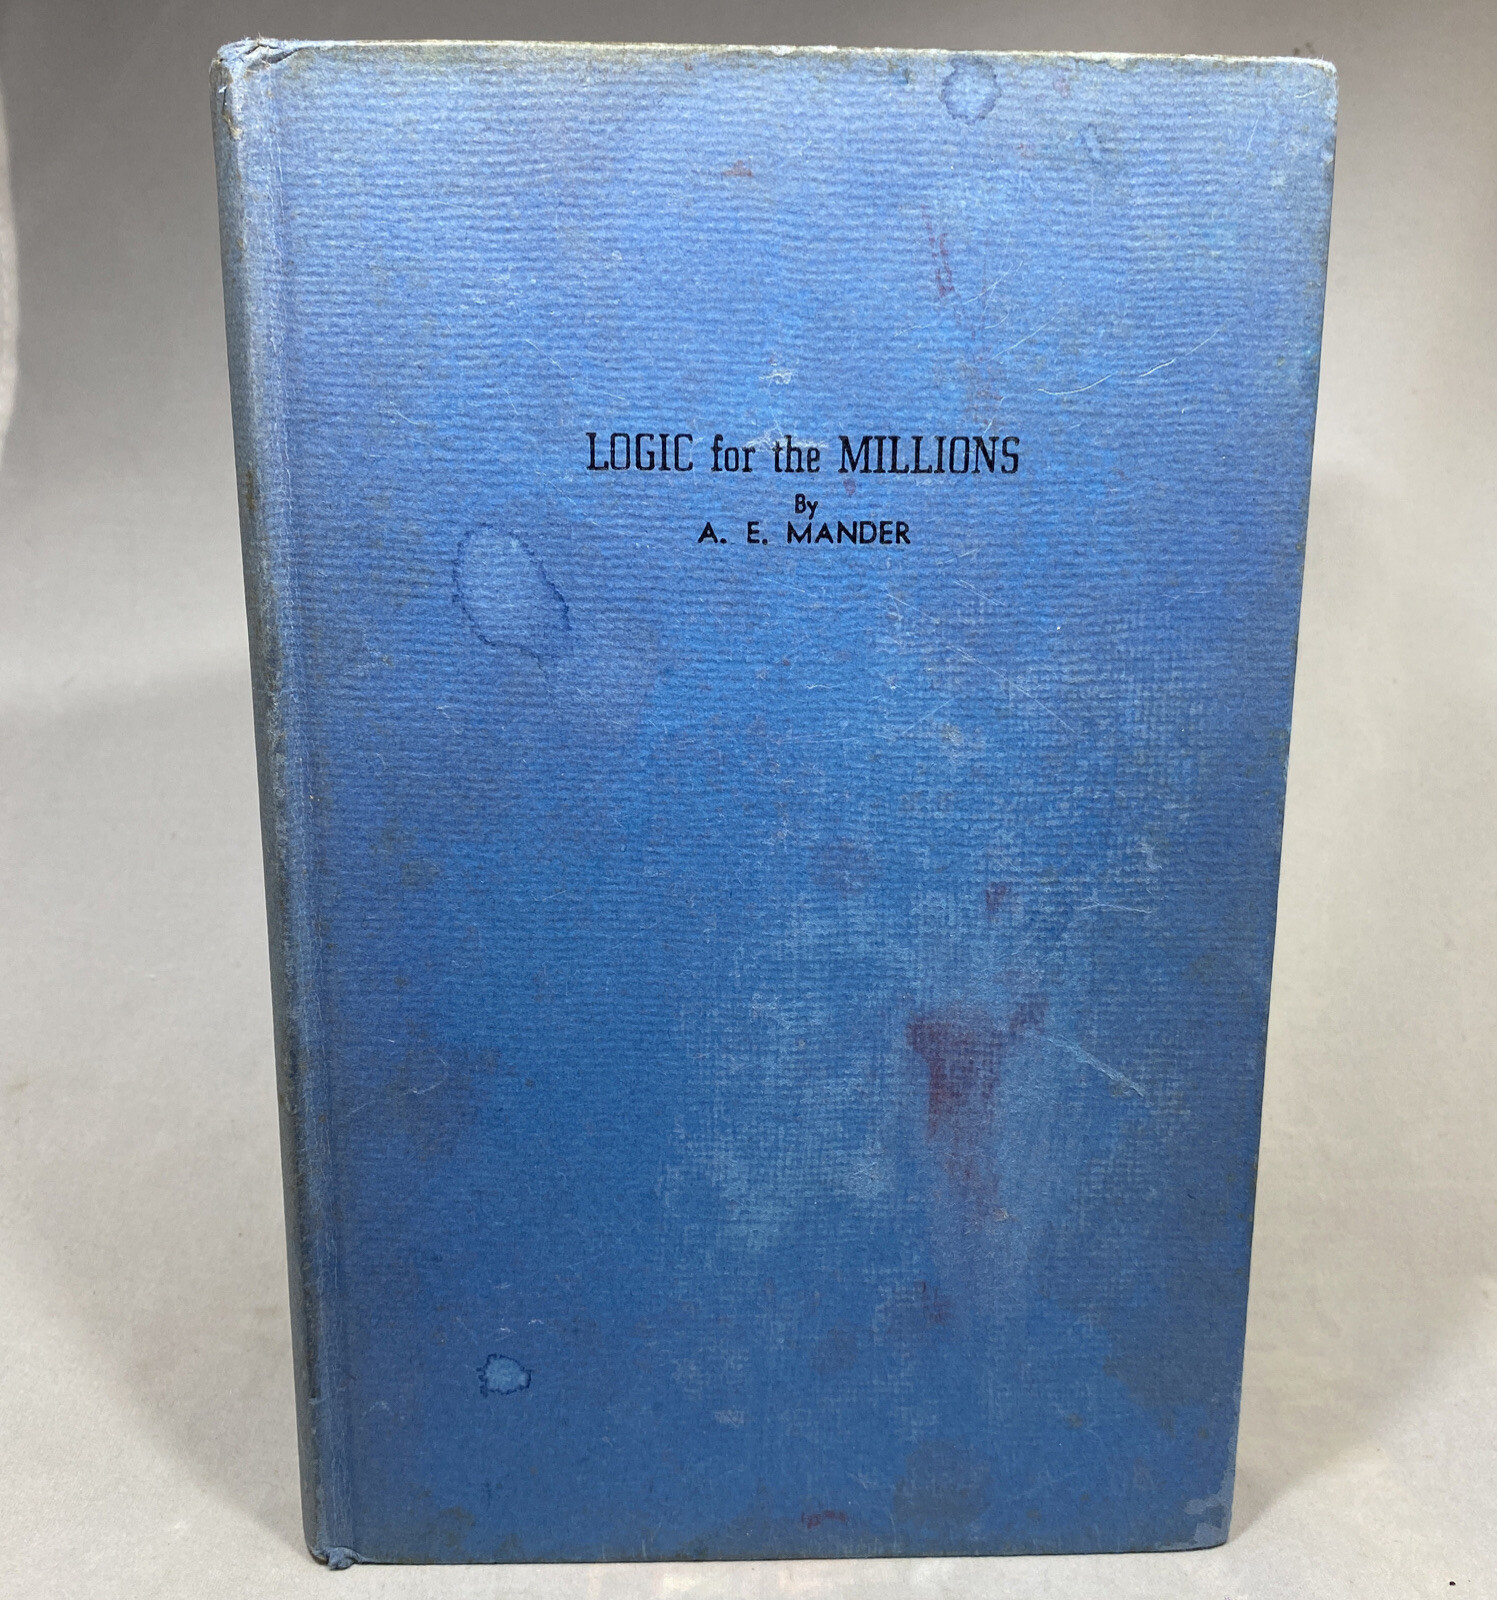 LOGIC for the MILLIONS
By
A. E. MANDER